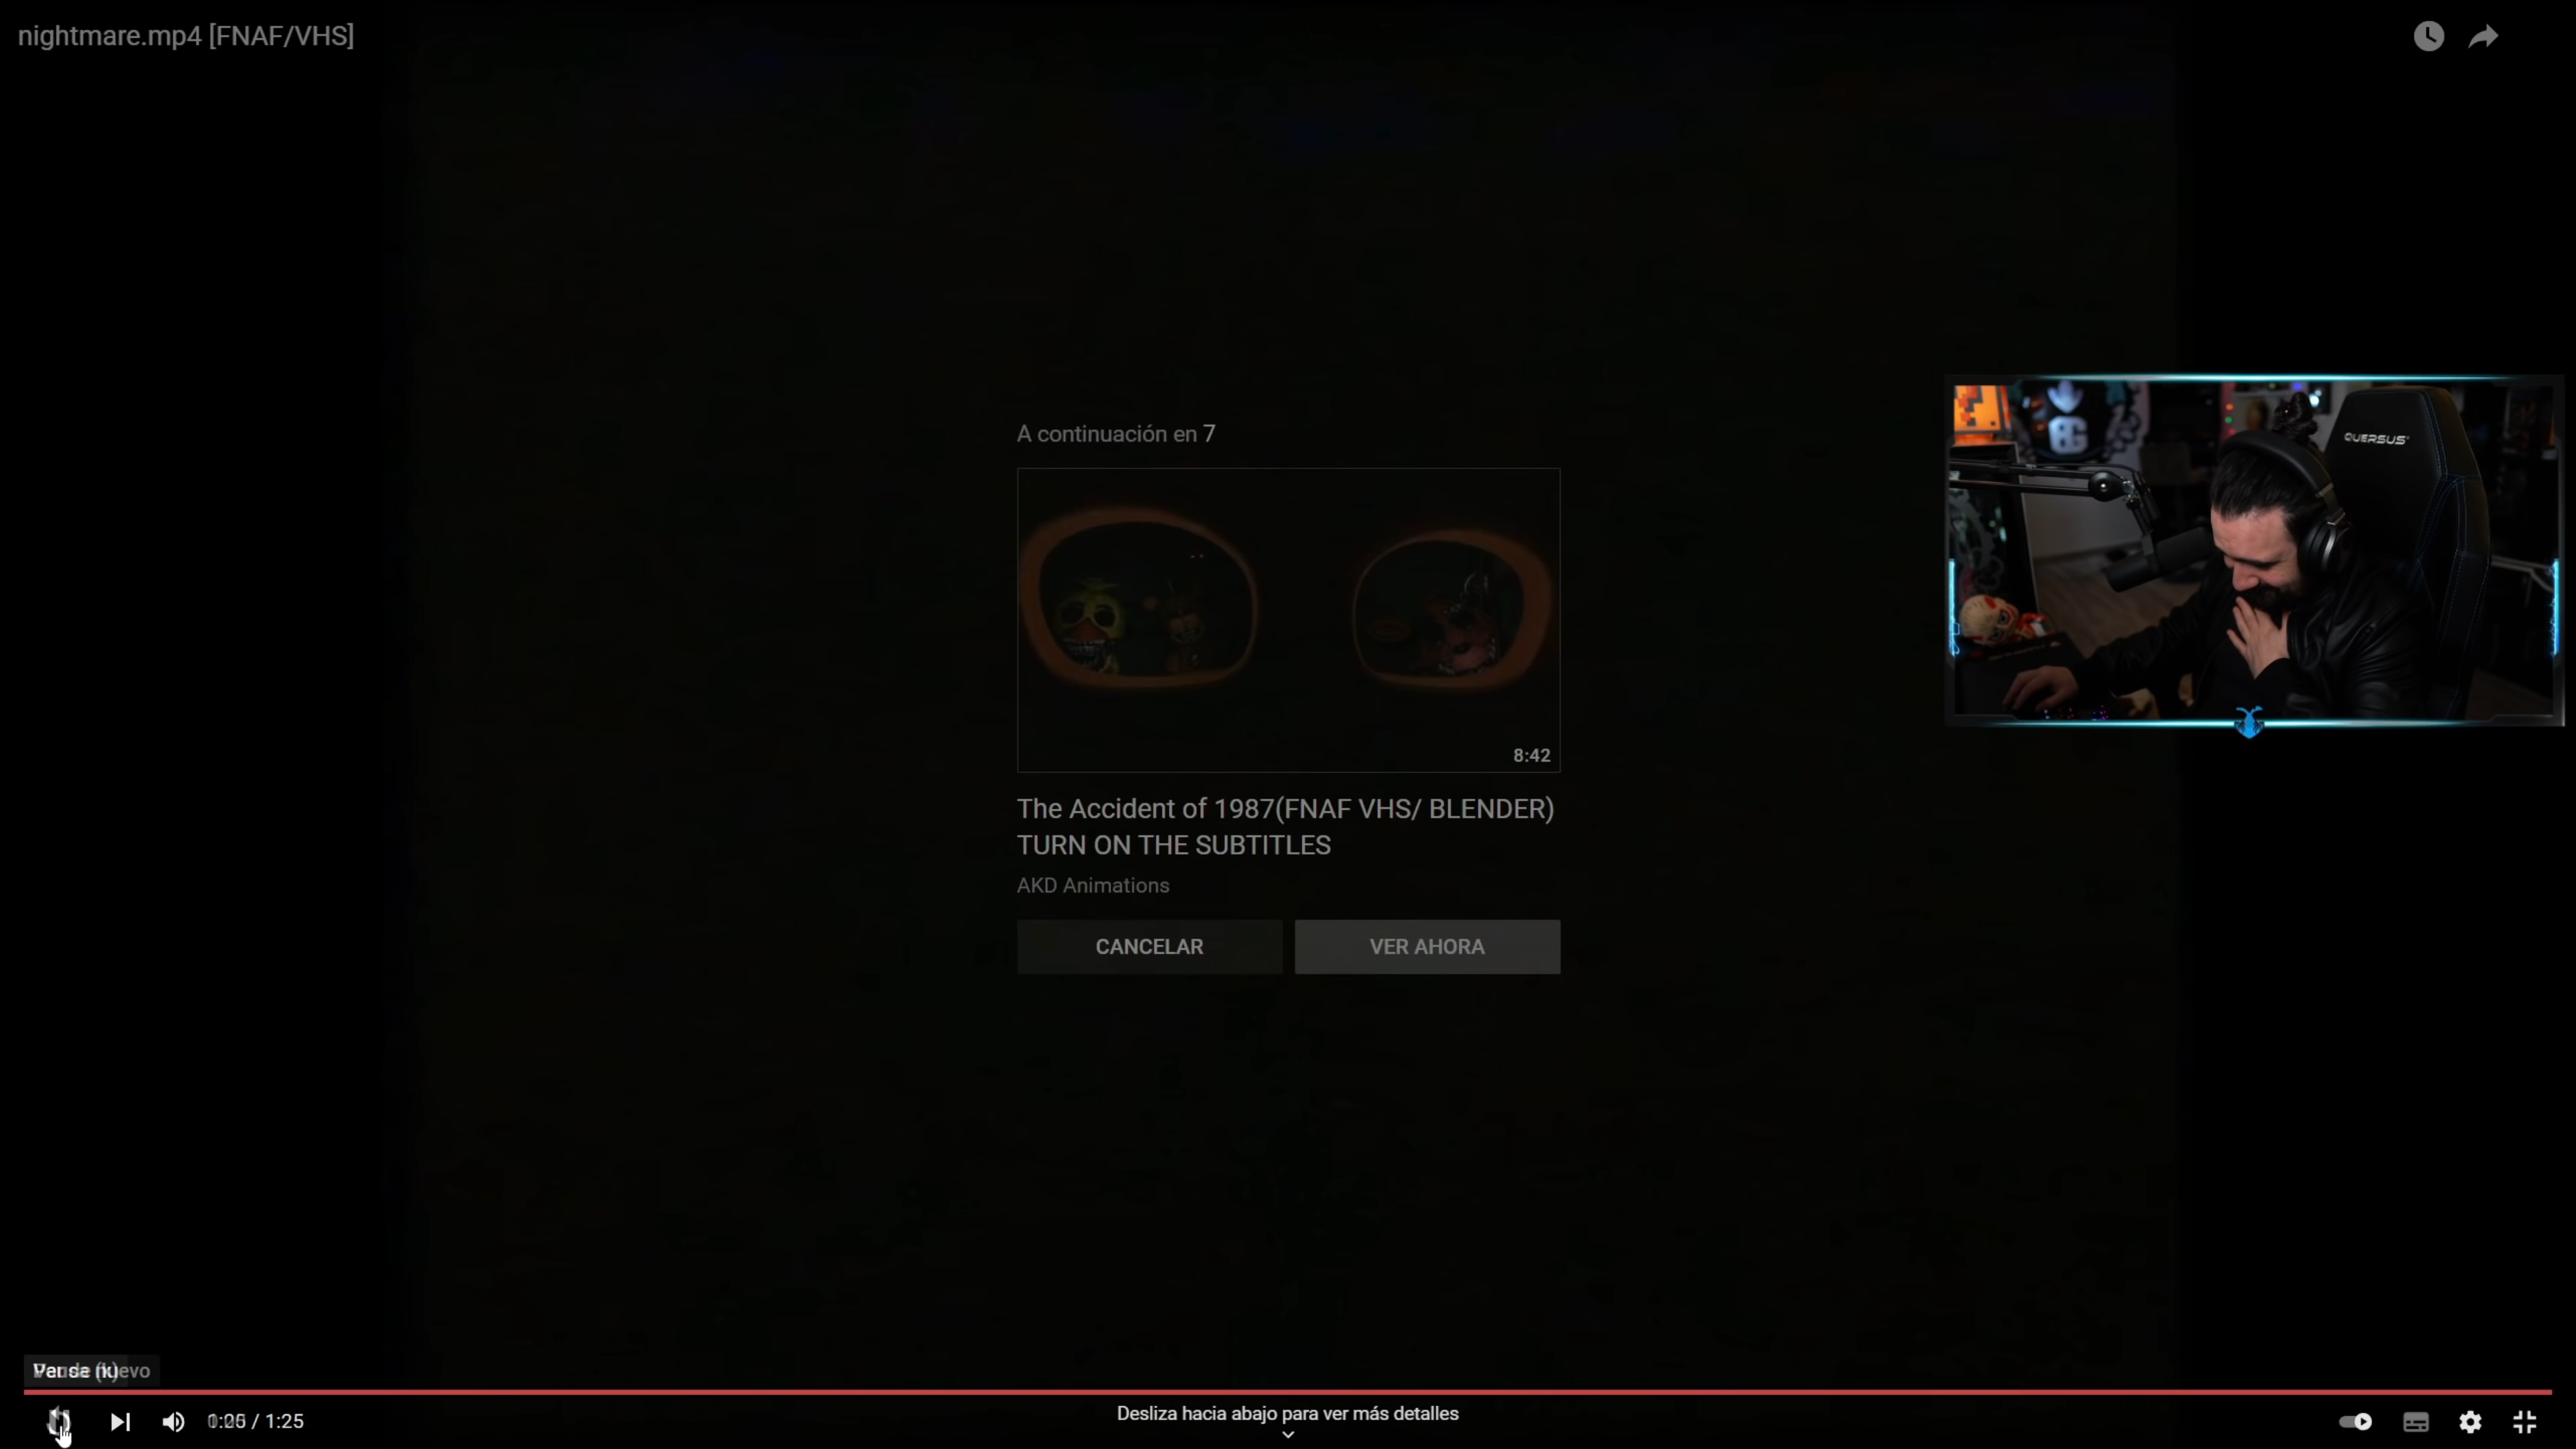 nightmare.mp4 [FNAF/VHS]
A continuación en 7
QUERSUS
8:42
The Accident of 1987(FNAF VHS/ BLENDER)
TURN ON THE SUBTITLES
AKD Animations
CANCELAR
VER AHORA
/ 1:25
Desliza hacia abajo para ver más detalles